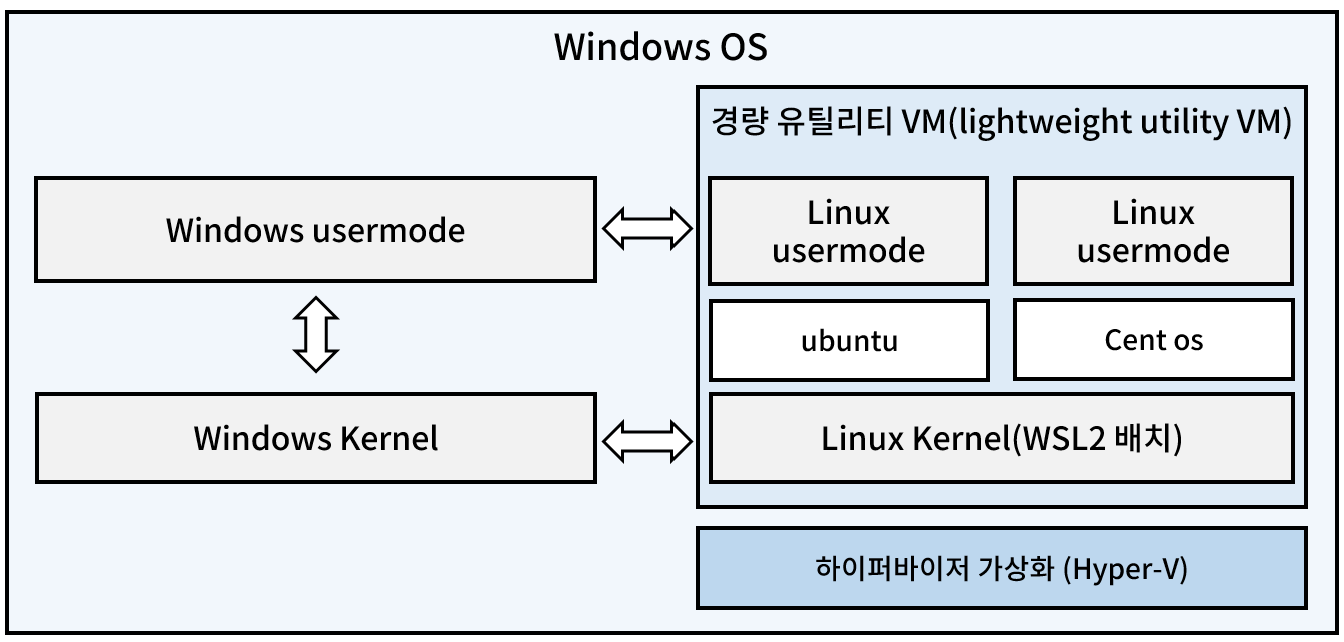 Windows OS
경량 유틸리티 VM(lightweight utility VM)
Windows usermode
Linux
usermode
Linux
usermode
ubuntu
Cent os
Windows Kernel
Linux Kernel(WSL2 배치)
하이퍼바이저 가상화 (Hyper-V)